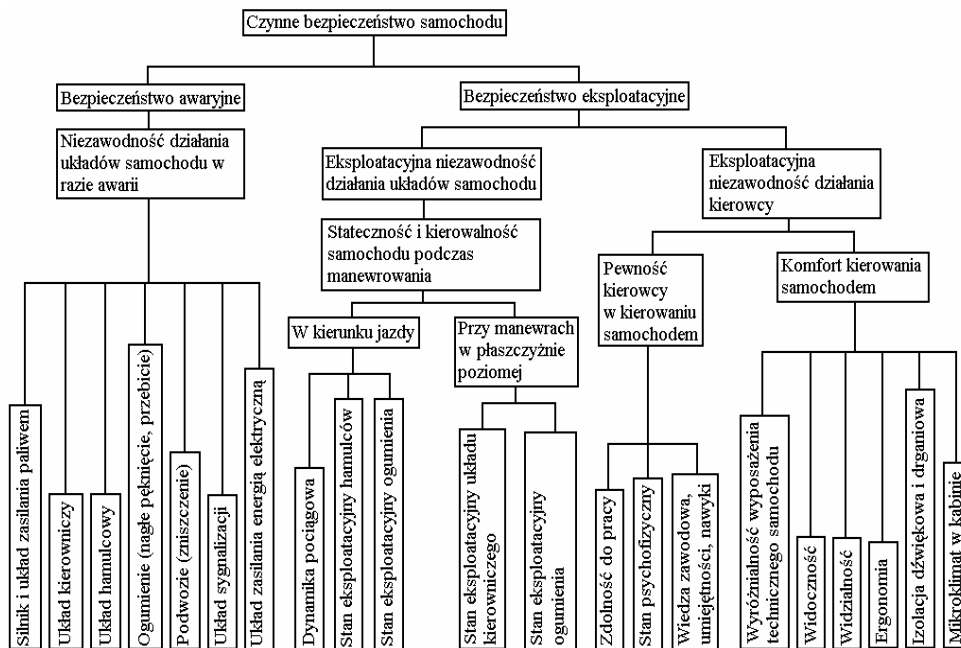 Czynne bezpieczeństwo samochodu
Bezpieczeństwo awaryjne
Bezpieczeństwo eksploatacyjne
Niezawodność działania
układów samochodu w
razie awarii
Eksploatacyjna niezawodność
działania układów samochodu
Eksploatacyjna
niezawodność działania
kierowcy
Stateczność i kierowalność
samochodu podczas
manewrowania
Pewność
kierowcy
w kierowaniu
samochodem
Komfort kierowania
samochodem
W kierunku jazdy
Przy manewrach
w płaszczyźnie
poziomej
Silnik i układ zasilania paliwem
Układ kierowniczy
Układ hamulcowy
Ogumienie (nagłe pęknięcie, przebicie)
Podwozie (zniszczenie)
Układ sygnalizacji
Układ zasilania energią elektryczną
Dynamika pociągowa
Stan eksploatacyjny hamulców
Stan eksploatacyjny ogumienia
Stan eksploatacyjny układu
kierowniczego
Stan eksploatacyjny
ogumienia
Zdolność do pracy
Stan psychofizyczny
Wiedza zawodowa,
umiejętności, nawyki
Wyróżnialność wyposażenia
technicznego samochodu
Widoczność
Widzialność
Ergonomia
Izolacja dźwiękowa i drganiowa
Mikroklimat w kabinie